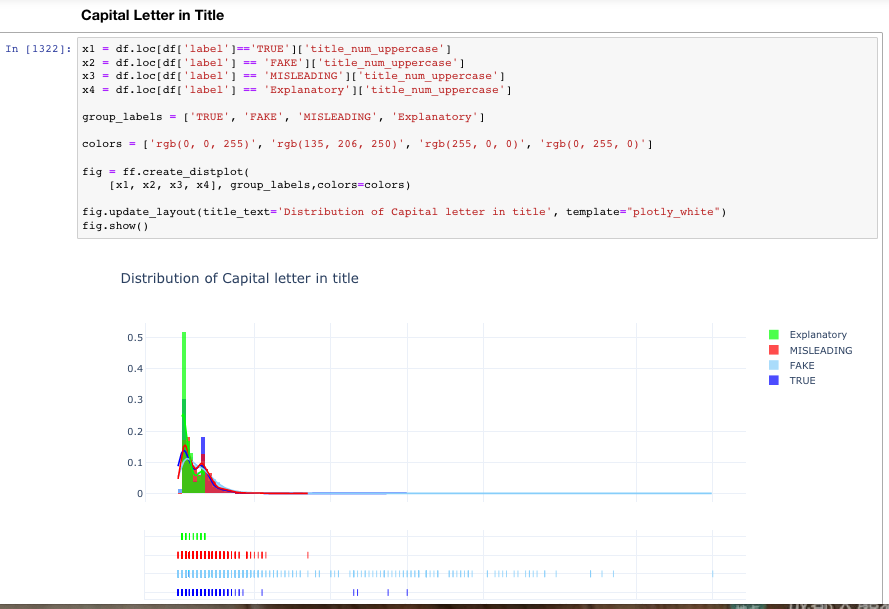 Capital Letter in Title
In [1322]:
x1 = df.loc[df['label']=='TRUE']['title_num_uppercase']
x2 = df.loc[df['label'] == 'FAKE']['title_num_uppercase']
x3 = df.loc[df['label'] == 'MISLEADING']['title_num_uppercase']
x4 = df.loc[df['label'] == 'Explanatory']['title_num_uppercase']
group_labels = ['TRUE', 'FAKE', 'MISLEADING', 'Explanatory']
colors = ['rgb(0, 0, 255)', 'rgb(135, 206, 250)', 'rgb(255, 0, 0)', 'rgb(0, 255, 0)']
fig = ff.create_distplot(
[x1, x2, x3, x4], group_labels,colors=colors)
fig.update_layout(title_text='Distribution of Capital letter in title', template="plotly_white")
fig.show()
Distribution of Capital letter in title
0.5
0.4
0.3
0.2
0.1
0
Explanatory
MISLEADING
FAKE
TRUE